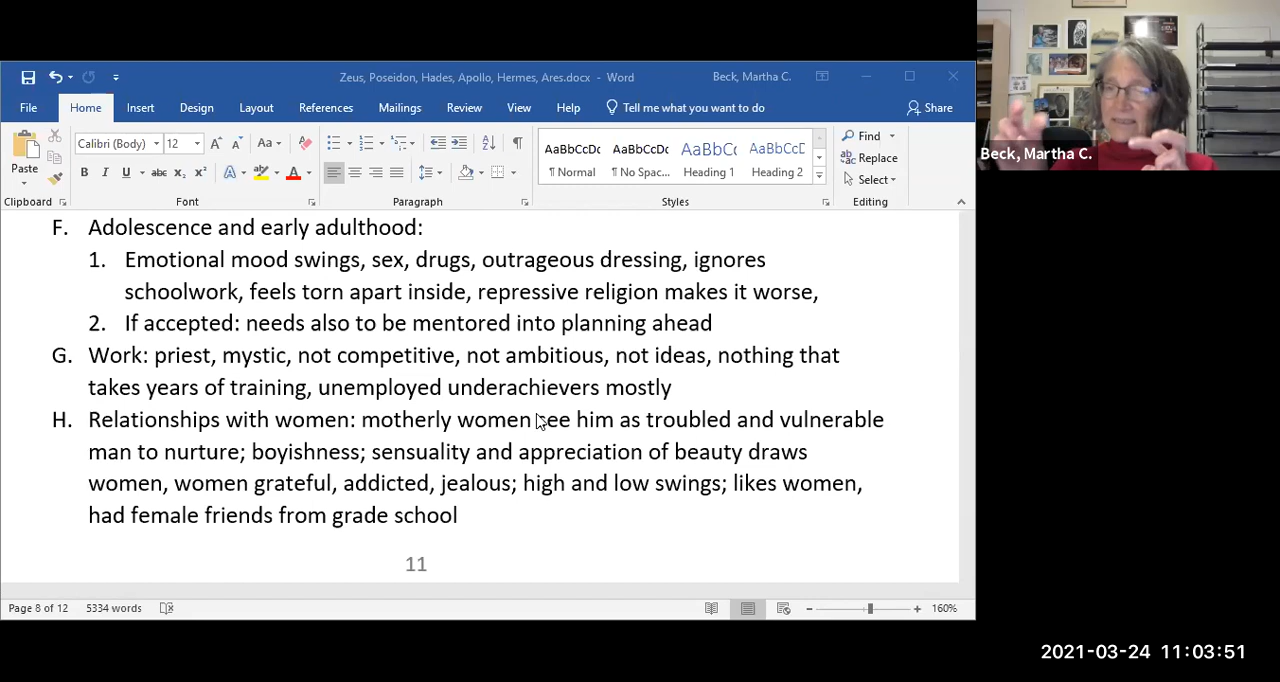 Zeus, Poseidon, Hades, Apollo, Hermes, Ares.docx - Word
Beck, Martha C.
File Home Insert Design Layout References Mailings Review View Help Tell me what you want to do Share
Paste
Calibri (Body) 12
AaBbCcDc AaBbCcDc AaBbC AaBbCcD
¶ Normal ¶ No Spac... Heading 1 Heading 2
Find
Replace
Select
Clipboard Font Paragraph Styles Editing
Beck, Martha C.
F. Adolescence and early adulthood:
1. Emotional mood swings, sex, drugs, outrageous dressing, ignores
schoolwork, feels torn apart inside, repressive religion makes it worse,
2. If accepted: needs also to be mentored into planning ahead
G. Work: priest, mystic, not competitive, not ambitious, not ideas, nothing that
takes years of training, unemployed underachievers mostly
H. Relationships with women: motherly women see him as troubled and vulnerable
man to nurture; boyishness; sensuality and appreciation of beauty draws
women, women grateful, addicted, jealous; high and low swings; likes women,
had female friends from grade school
11
Page 8 of 12 5334 words 160%
2021-03-24 11:03:51